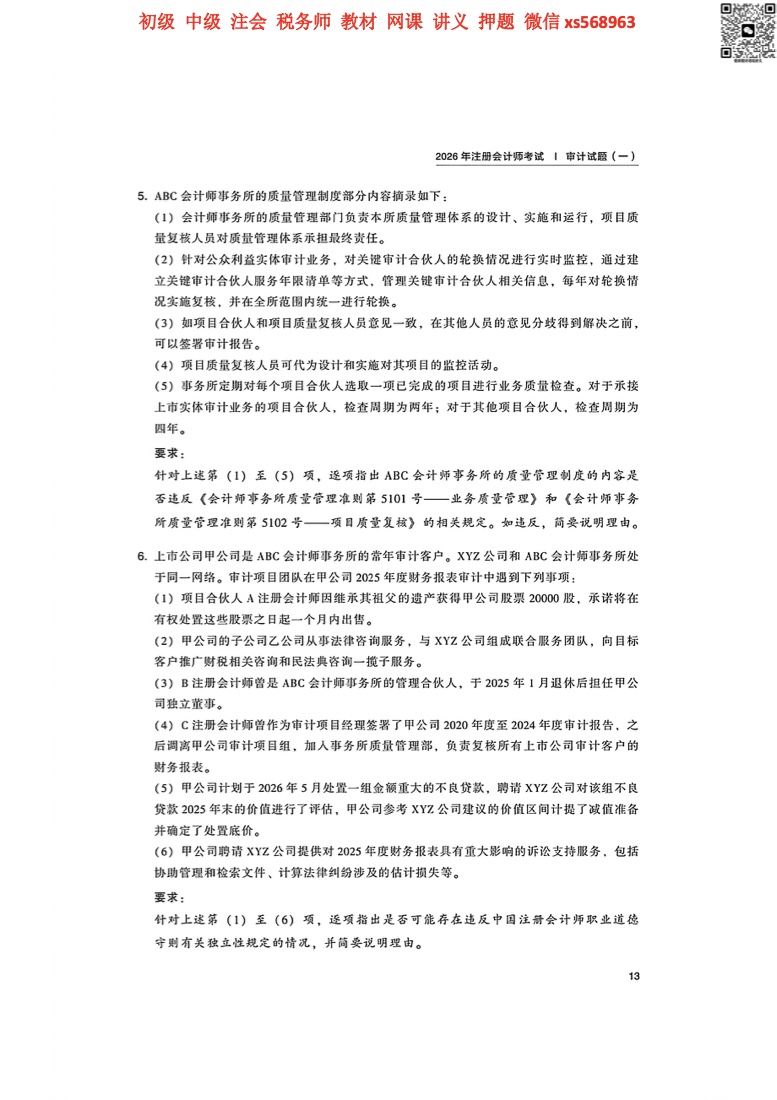 初级 中级 注会 税务师 教材 网课 讲义 押题 微信 xs568963
2026 年注册会计师考试 | 审计试题（一）
5. ABC 会计师事务所的质量管理制度部分内容摘录如下：
（1）会计师事务所的质量管理部门负责本所质量管理体系的设计、实施和运行，项目质
量复核人员对质量管理体系承担最终责任。
（2）针对公众利益实体审计业务，对关键审计合伙人的轮换情况进行实时监控，通过建
立关键审计合伙人服务年限清单等方式，管理关键审计合伙人相关信息，每年对轮换情
况实施复核，并在全所范围内统一进行轮换。
（3）如项目合伙人和项目质量复核人员意见一致，在其他人员的意见分歧得到解决之前，
可以签署审计报告。
（4）项目质量复核人员可代为设计和实施对其项目的监控活动。
（5）事务所定期对每个项目合伙人选取一项已完成的项目进行业务质量检查。对于承接
上市实体审计业务的项目合伙人，检查周期为两年；对于其他项目合伙人，检查周期为
四年。
要求：
针对上述第（1）至（5）项，逐项指出 ABC 会计师事务所的质量管理制度的内容是
否违反《会计师事务所质量管理准则第 5101 号——业务质量管理》和《会计师事务
所质量管理准则第 5102 号——项目质量复核》的相关规定。如违反，简要说明理由。
6. 上市公司甲公司是 ABC 会计师事务所的常年审计客户。XYZ 公司和 ABC 会计师事务所处
于同一网络。审计项目团队在甲公司 2025 年度财务报表审计中遇到下列事项：
（1）项目合伙人 A 注册会计师因继承其祖父的遗产获得甲公司股票 20000 股，承诺将在
有权处置这些股票之日起一个月内出售。
（2）甲公司的子公司乙公司从事法律咨询服务，与 XYZ 公司组成联合服务团队，向目标
客户推广财税相关咨询和民法典咨询一揽子服务。
（3）B 注册会计师曾是 ABC 会计师事务所的管理合伙人，于 2025 年 1 月退休后担任甲公
司独立董事。
（4）C 注册会计师曾作为审计项目经理签署了甲公司 2020 年度至 2024 年度审计报告，之
后调离甲公司审计项目组，加入事务所质量管理部，负责复核所有上市公司审计客户的
财务报表。
（5）甲公司计划于 2026 年 5 月处置一组金额重大的不良贷款，聘请 XYZ 公司对该组不良
贷款 2025 年末的价值进行了评估，甲公司参考 XYZ 公司建议的价值区间计提了减值准备
并确定了处置底价。
（6）甲公司聘请 XYZ 公司提供对 2025 年度财务报表具有重大影响的诉讼支持服务，包括
协助管理和检索文件、计算法律纠纷涉及的估计损失等。
要求：
针对上述第（1）至（6）项，逐项指出是否可能存在违反中国注册会计师职业道德
守则有关独立性规定的情况，并简要说明理由。
13